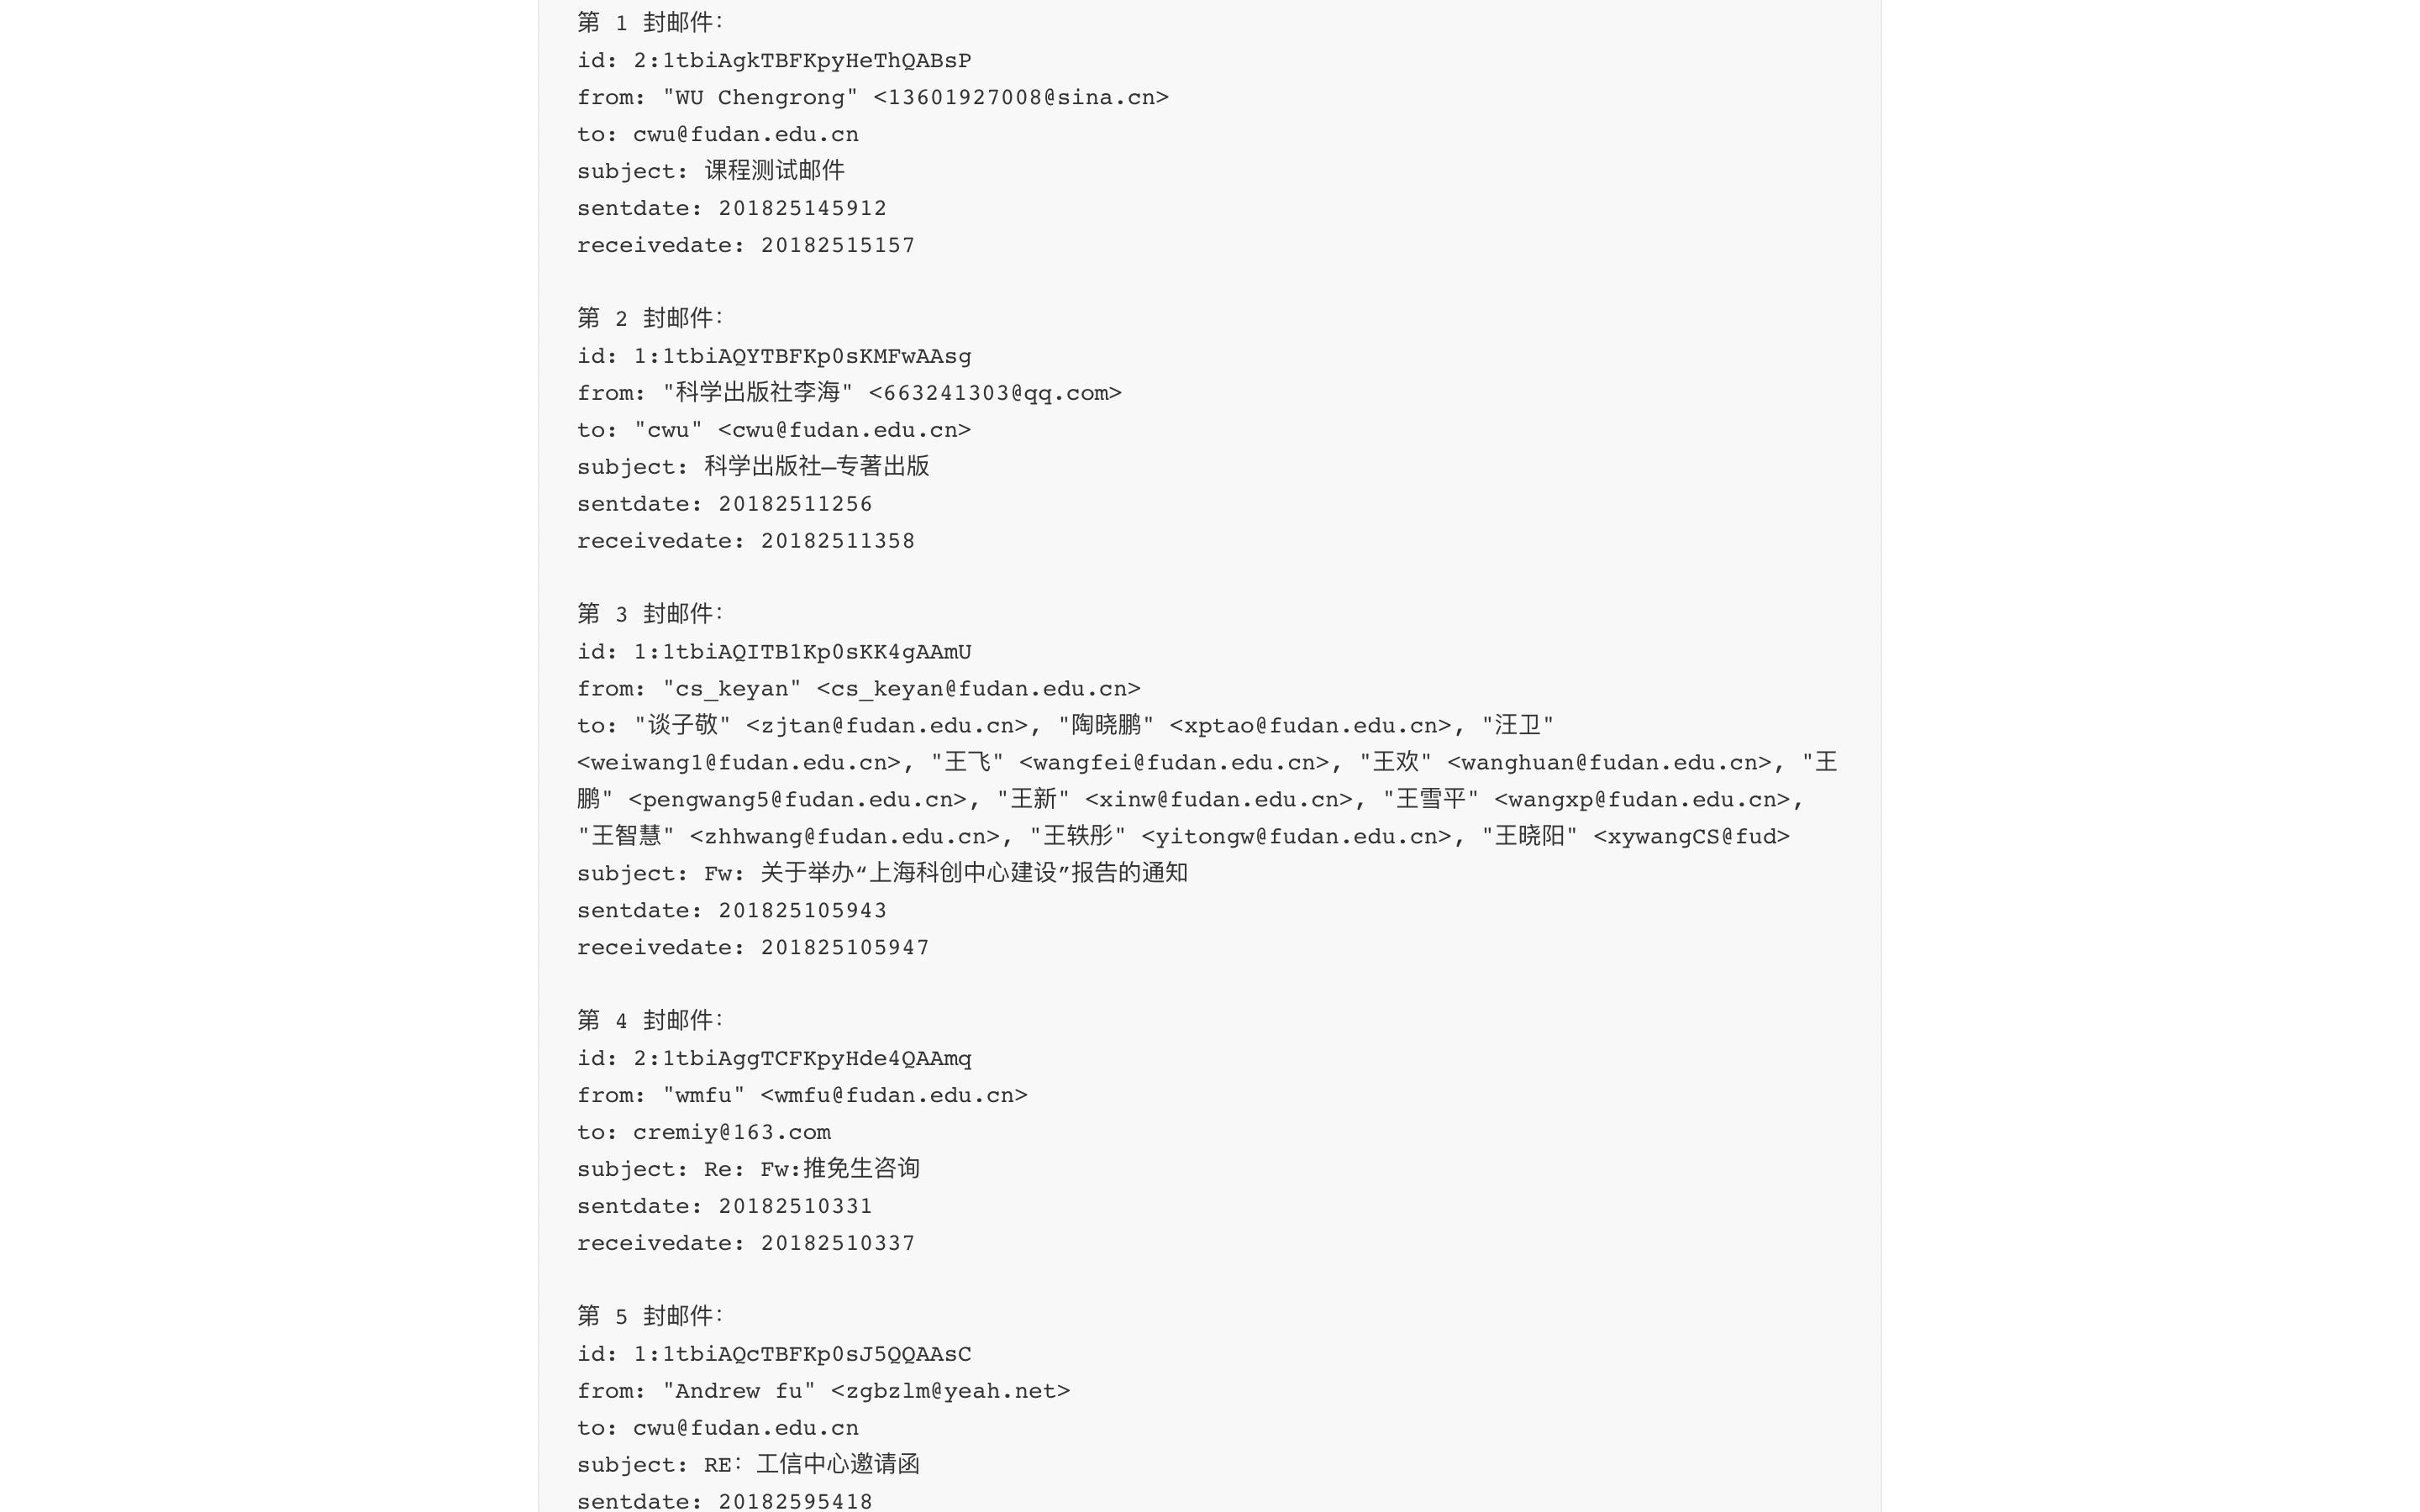 第 1 封邮件：
id: 2:1tbiAgkTBFKpyHeThQABsP
from: "WU Chengrong" <13601927008@sina.cn>
to: cwu@fudan.edu.cn
subject: 课程测试邮件
sentdate: 201825145912
receivedate: 20182515157
第 2 封邮件：
id: 1:1tbiAQYTBFKp0sKMFwAAsg
from: "科学出版社李海" <663241303@qq.com>
to: "cwu" <cwu@fudan.edu.cn>
subject: 科学出版社—专著出版
sentdate: 20182511256
receivedate: 20182511358
第 3 封邮件：
id: 1:1tbiAQITB1Kp0sKK4gAAmU
from: "cs_keyan" <cs_keyan@fudan.edu.cn>
to: "谈子敬" <zjtan@fudan.edu.cn>, "陶晓鹏" <xptao@fudan.edu.cn>, "汪卫"
<weiwang1@fudan.edu.cn>, "王飞" <wangfei@fudan.edu.cn>, "王欢" <wanghuan@fudan.edu.cn>, "王
鹏" <pengwang5@fudan.edu.cn>, "王新" <xinw@fudan.edu.cn>, "王雪平" <wangxp@fudan.edu.cn>,
"王智慧" <zhhwang@fudan.edu.cn>, "王轶彤" <yitongw@fudan.edu.cn>, "王晓阳" <xywangCS@fud>
subject: Fw: 关于举办“上海科创中心建设”报告的通知
sentdate: 201825105943
receivedate: 201825105947
第 4 封邮件：
id: 2:1tbiAggTCFKpyHde4QAAmq
from: "wmfu" <wmfu@fudan.edu.cn>
to: cremiy@163.com
subject: Re: Fw:推免生咨询
sentdate: 20182510331
receivedate: 20182510337
第 5 封邮件：
id: 1:1tbiAQcTBFKp0sJ5QQAAsC
from: "Andrew fu" <zgbzlm@yeah.net>
to: cwu@fudan.edu.cn
subject: RE：工信中心邀请函
sentdate: 20182595418